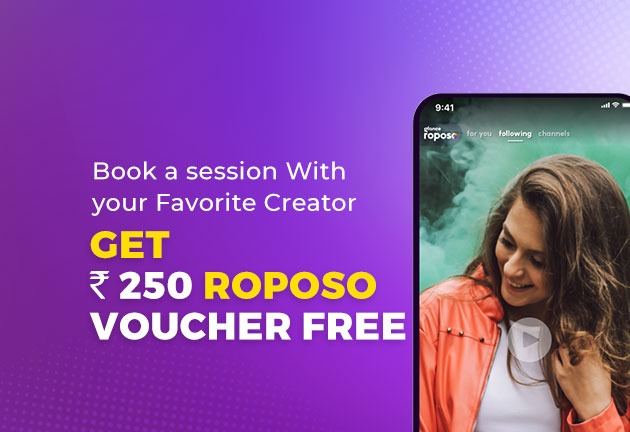 Book a session With
your Favorite Creator
GET
₹ 250 ROPOSO
VOUCHER FREE
9:41
glance
roposo for you following channels